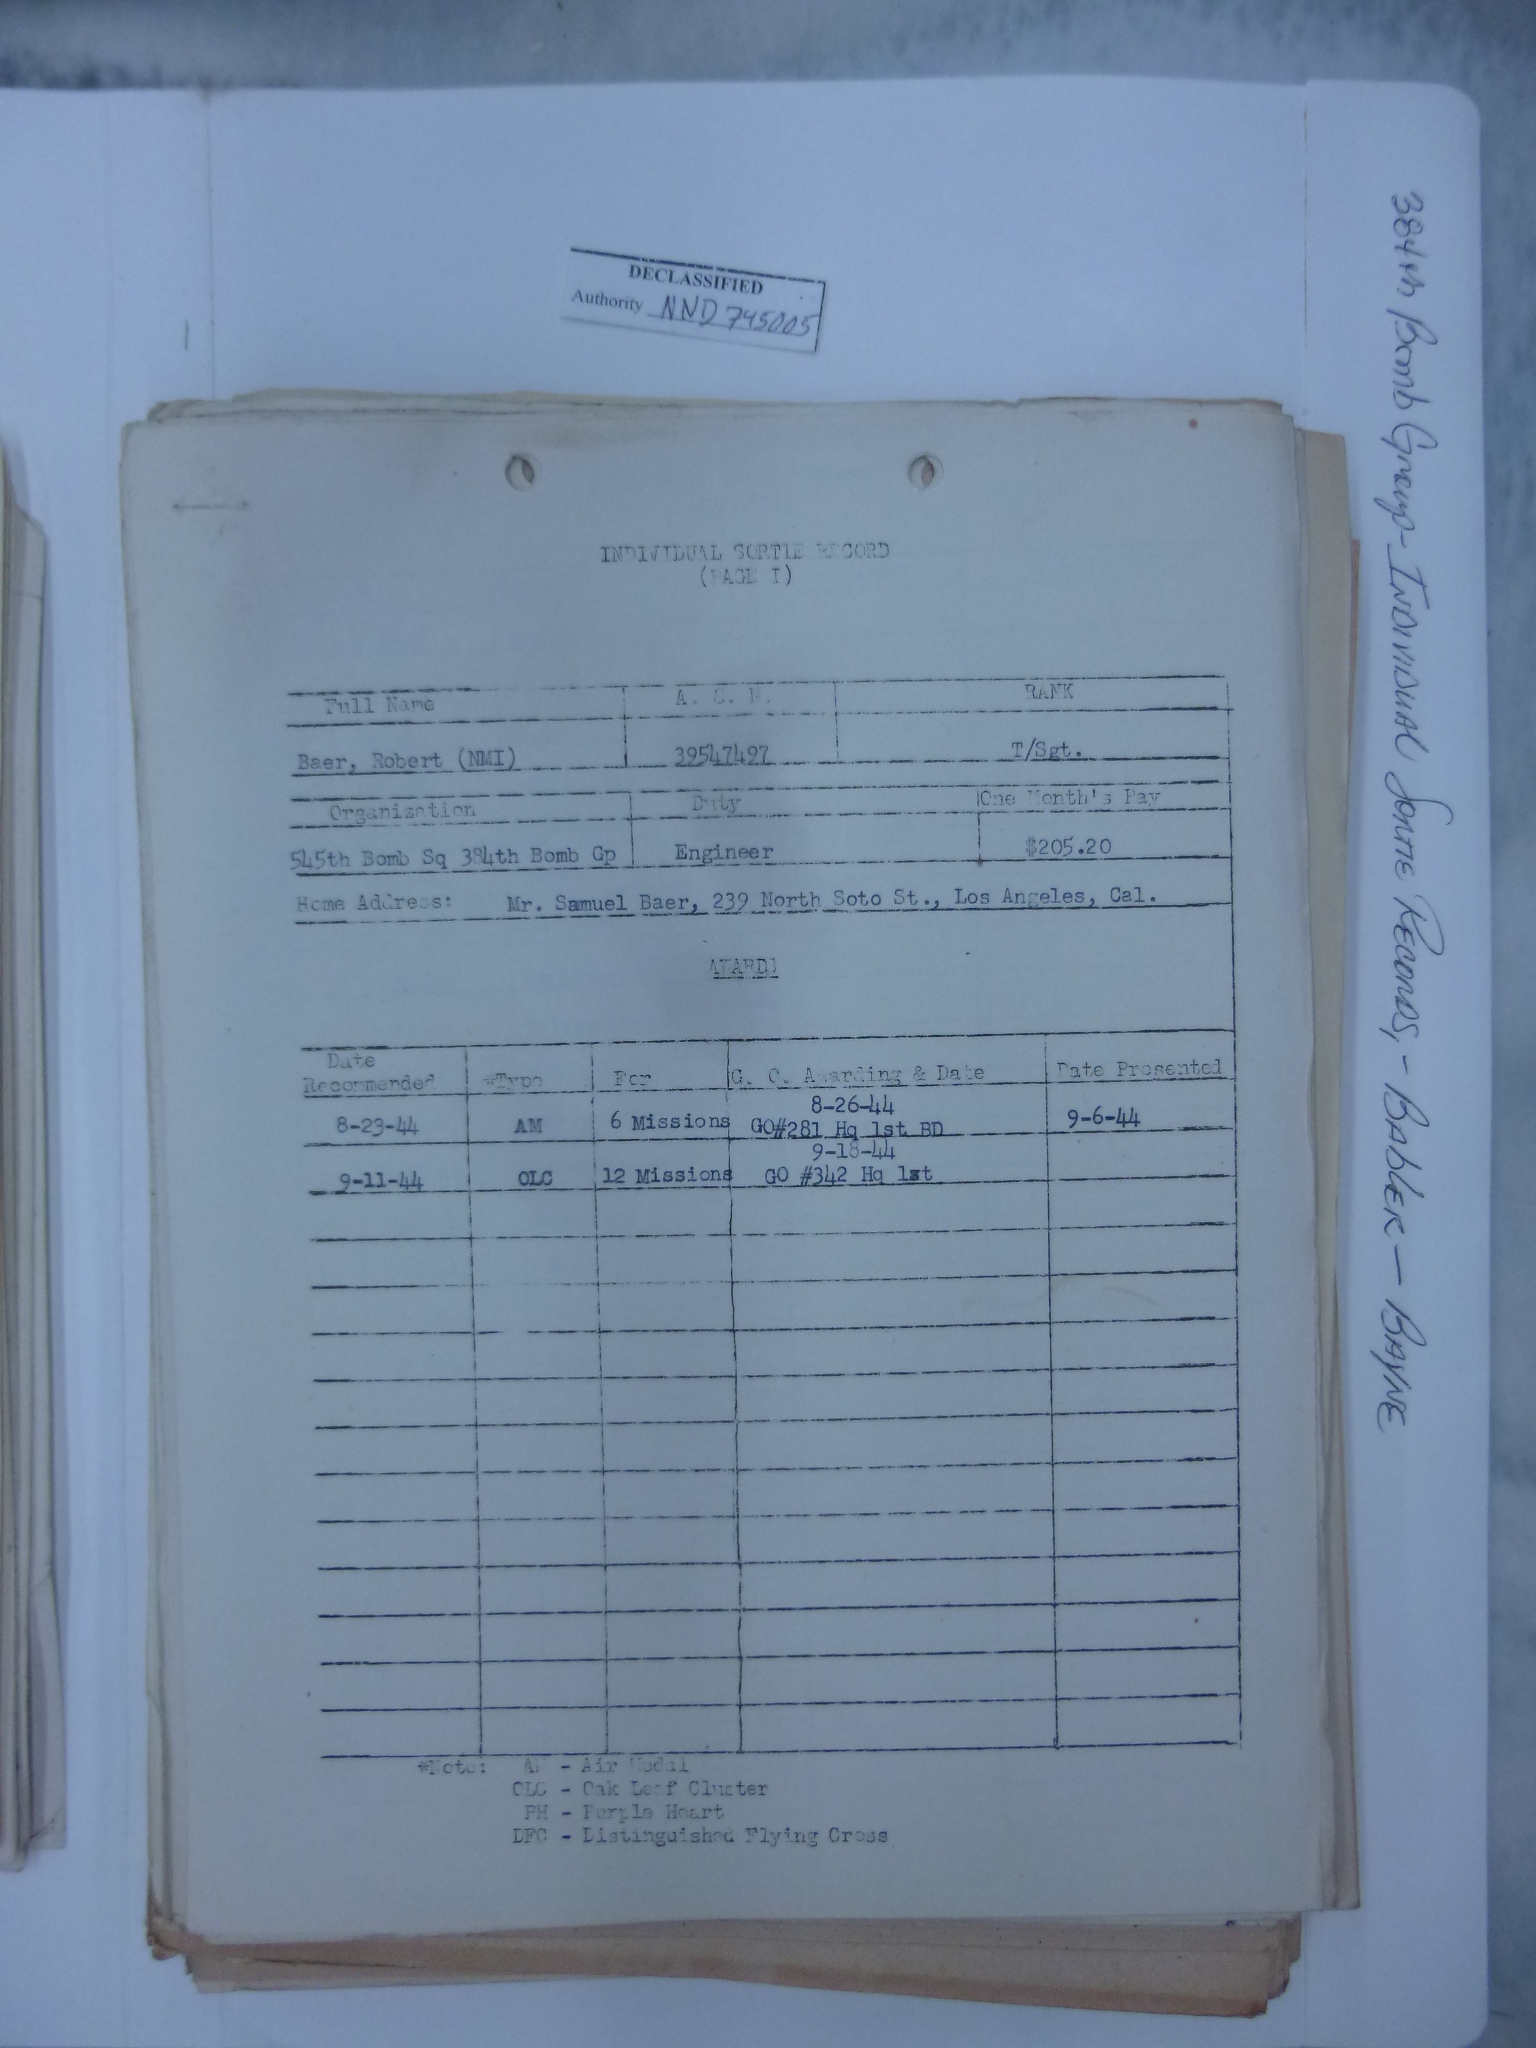 DECLASSIFIED
Authority NND 745005
384th Bomb Group - Individual Sortie Records, - Babler — Bayne
INDIVIDUAL SORTIE RECORD
(PAGE I)
Full Name A. S. N. RANK
Baer, Robert (NMI) 39547497 T/Sgt.
Organization Duty One Month's Pay
545th Bomb Sq 384th Bomb Gp Engineer $205.20
Home Address: Mr. Samuel Baer, 239 North Soto St., Los Angeles, Cal.
AWARDS
Date
Recommended *Type For G. O. Awarding & Date Date Presented
8-26-44
8-23-44 AM 6 Missions GO#281 Hq 1st BD 9-6-44
9-18-44
9-11-44 OLC 12 Missions GO #342 Hq 1st
*Note: AM - Air Medal
OLC - Oak Leaf Cluster
PH - Purple Heart
DFC - Distinguished Flying Cross